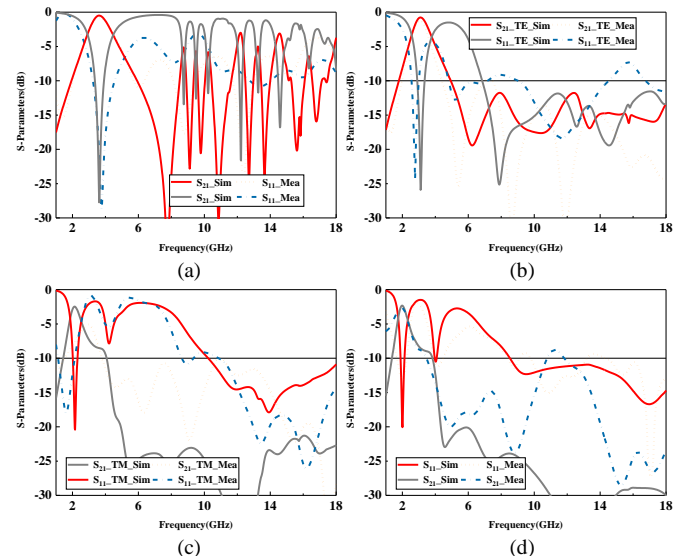 0
-5
-10
-15
-20
-25
-30
S-Parameters(dB)
S21_Sim S11_Mea
S21_Sim S11_Mea
2 6 10 14 18
Frequency(GHz)
(a)
0
-5
-10
-15
-20
-25
-30
S-Parameters(dB)
S21_TE_Sim S21_TE_Mea
S11_TE_Sim S11_TE_Mea
2 6 10 14 18
Frequency(GHz)
(b)
0
-5
-10
-15
-20
-25
-30
S-Parameters(dB)
S21_TM_Sim S21_TM_Mea
S11_TM_Sim S11_TM_Mea
2 6 10 14 18
Frequency(GHz)
(c)
0
-5
-10
-15
-20
-25
-30
S-Parameters(dB)
S11_Sim S11_Mea
S21_Sim S21_Mea
2 6 10 14 18
Frequency(GHz)
(d)